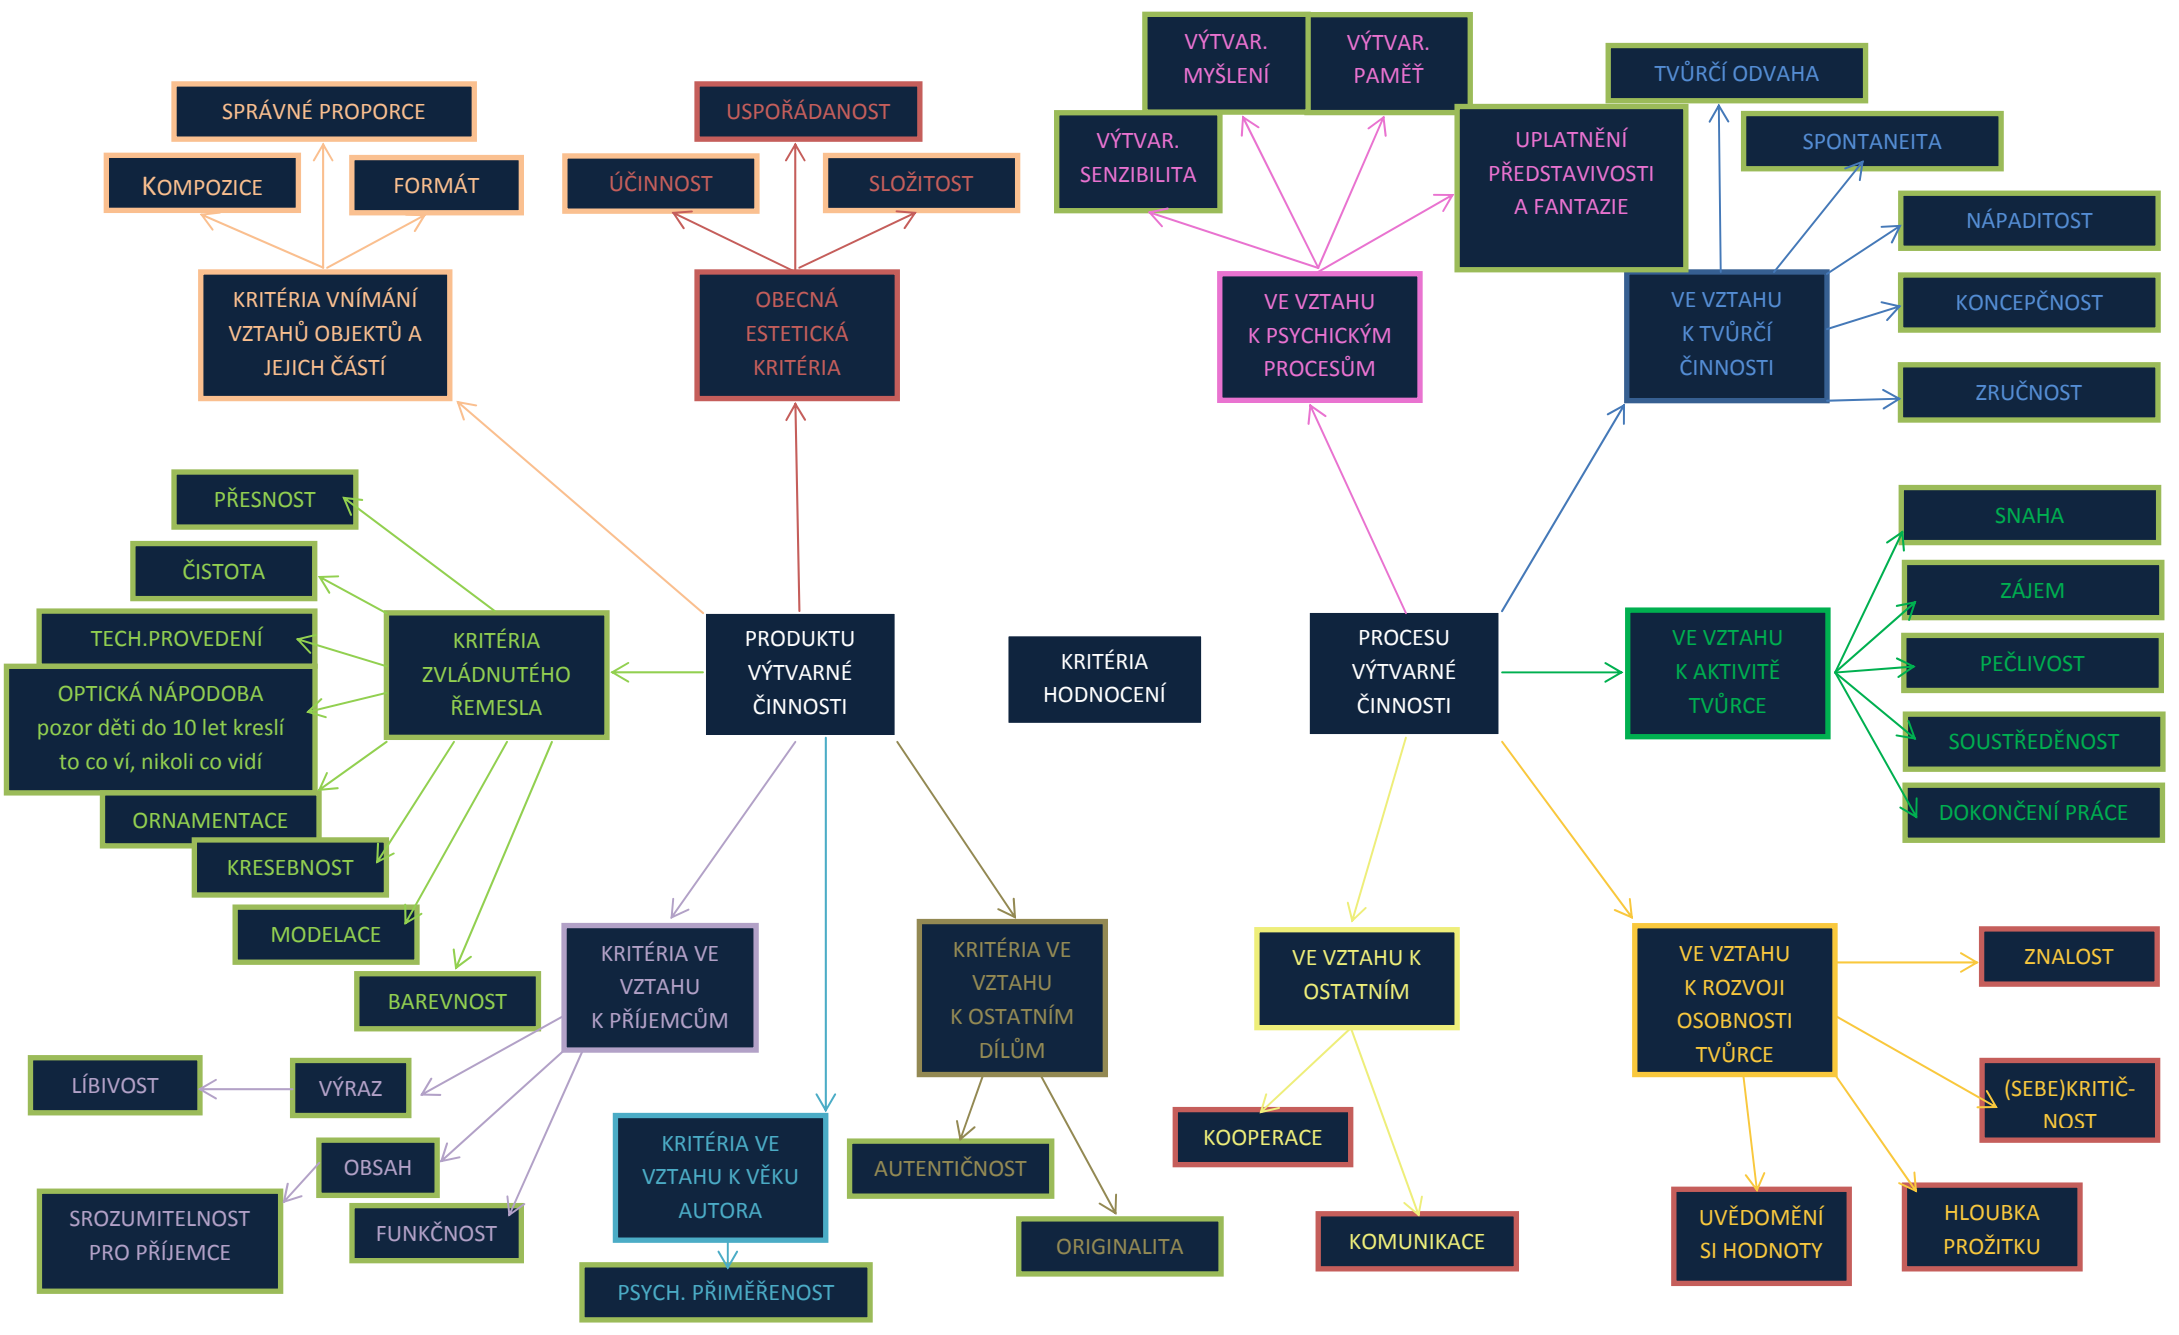 VÝTVAR.
MYŠLENÍ
VÝTVAR.
PAMĚŤ
TVŮRČÍ ODVAHA
SPRÁVNÉ PROPORCE
USPOŘÁDANOST
VÝTVAR.
SENZIBILITA
UPLATNĚNÍ
PŘEDSTAVIVOSTI
A FANTAZIE
SPONTANEITA
KOMPOZICE
FORMÁT
ÚČINNOST
SLOŽITOST
NÁPADITOST
KRITÉRIA VNÍMÁNÍ
VZTAHŮ OBJEKTŮ A
JEJICH ČÁSTÍ
OBECNÁ
ESTETICKÁ
KRITÉRIA
VE VZTAHU
K PSYCHICKÝM
PROCESŮM
VE VZTAHU
K TVŮRČÍ
ČINNOSTI
KONCEPČNOST
ZRUČNOST
PŘESNOST
ČISTOTA
TECH.PROVEDENÍ
OPTICKÁ NÁPODOBA
pozor děti do 10 let kreslí
to co ví, nikoli co vidí
ORNAMENTACE
KRESEBNOST
MODELACE
BAREVNOST
KRITÉRIA
ZVLÁDNUTÉHO
ŘEMESLA
PRODUKTU
VÝTVARNÉ
ČINNOSTI
KRITÉRIA
HODNOCENÍ
PROCESU
VÝTVARNÉ
ČINNOSTI
VE VZTAHU
K AKTIVITĚ
TVŮRCE
SNAHA
ZÁJEM
PEČLIVOST
SOUSTŘEDĚNOST
DOKONČENÍ PRÁCE
KRITÉRIA VE
VZTAHU
K PŘÍJEMCŮM
KRITÉRIA VE
VZTAHU
K OSTATNÍM
DÍLŮM
VE VZTAHU K
OSTATNÍM
VE VZTAHU
K ROZVOJI
OSOBNOSTI
TVŮRCE
ZNALOST
(SEBE)KRITIČ-
NOST
LÍBIVOST
VÝRAZ
OBSAH
SROZUMITELNOST
PRO PŘÍJEMCE
FUNKČNOST
KRITÉRIA VE
VZTAHU K VĚKU
AUTORA
PSYCH. PŘIMĚŘENOST
AUTENTIČNOST
ORIGINALITA
KOOPERACE
KOMUNIKACE
UVĚDOMĚNÍ
SI HODNOTY
HLOUBKA
PROŽITKU